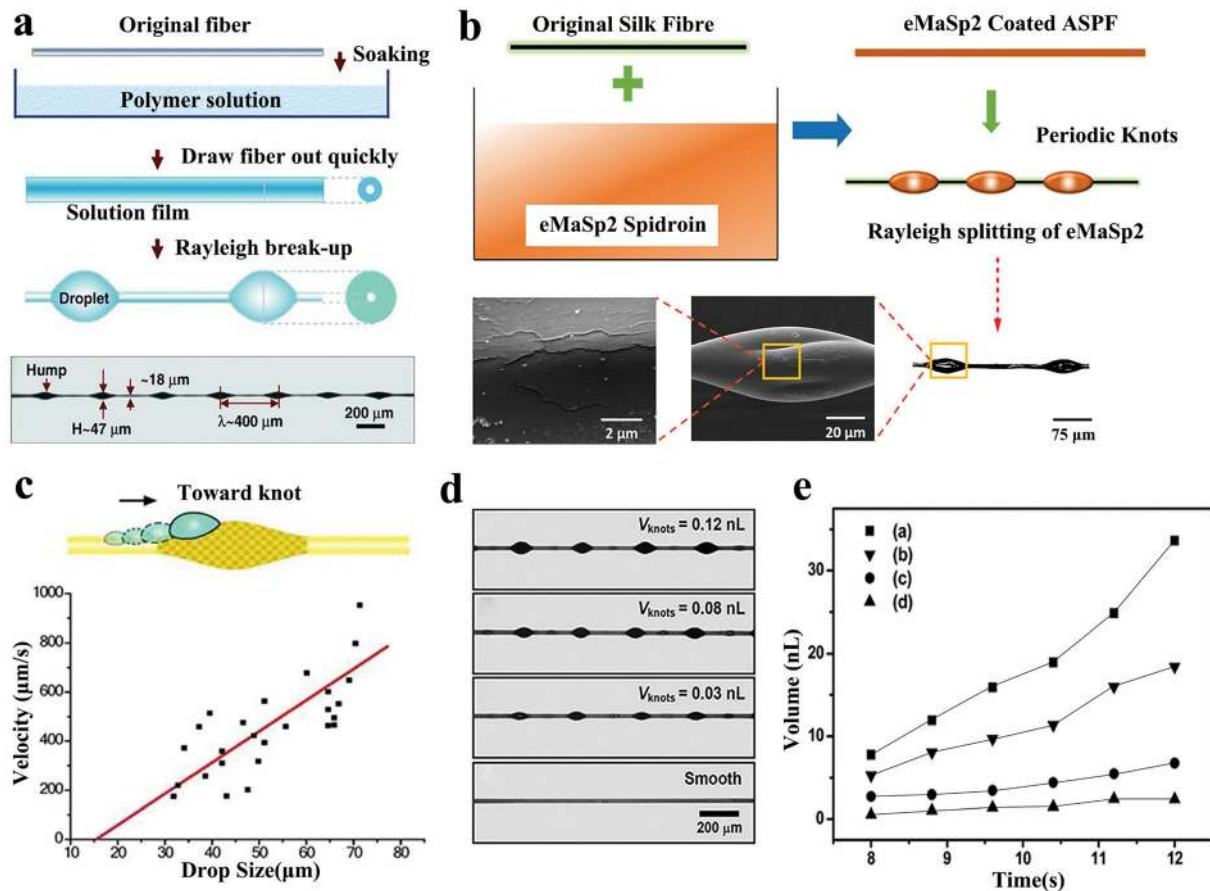 a
Original fiber
Soaking
Polymer solution
Draw fiber out quickly
Solution film
Rayleigh break-up
Droplet
Hump
~18 μm
H~47 μm
λ~400 μm
200 μm
b
Original Silk Fibre
eMaSp2 Coated ASPF
eMaSp2 Spidroin
Periodic Knots
Rayleigh splitting of eMaSp2
2 μm
20 μm
75 μm
c
Toward knot
Velocity (μm/s)
1000
800
600
400
200
0
10 20 30 40 50 60 70 80
Drop Size(μm)
d
Vknots = 0.12 nL
Vknots = 0.08 nL
Vknots = 0.03 nL
Smooth
200 μm
e
(a)
(b)
(c)
(d)
Volume (nL)
30
20
10
0
8 9 10 11 12
Time(s)